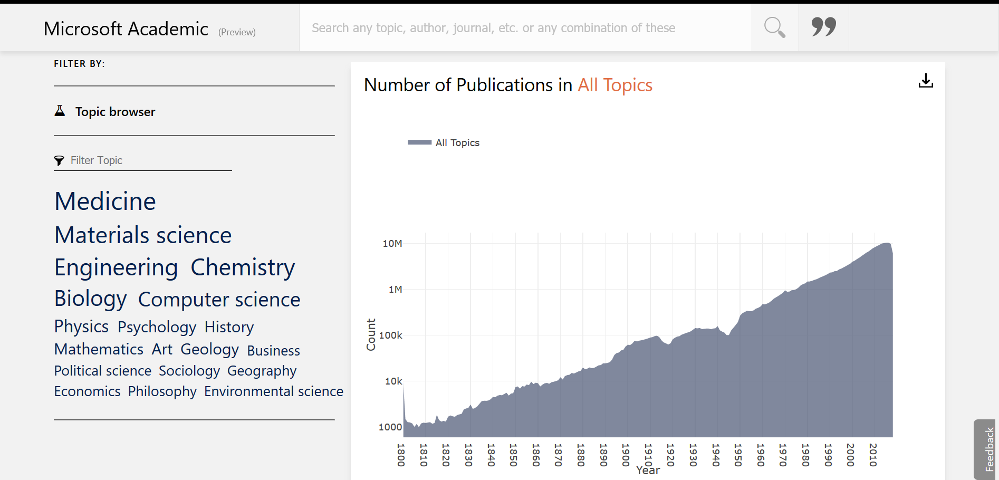 Microsoft Academic (Preview)
Search any topic, author, journal, etc. or any combination of these
FILTER BY:
Topic browser
Filter Topic
Medicine
Materials science
Engineering Chemistry
Biology Computer science
Physics Psychology History
Mathematics Art Geology Business
Political science Sociology Geography
Economics Philosophy Environmental science
Number of Publications in All Topics
All Topics
10M
1M
100k
10k
1000
Count
1800 1810 1820 1830 1840 1850 1860 1870 1880 1890 1900 1910 1920 1930 1940 1950 1960 1970 1980 1990 2000 2010
Year
Feedback